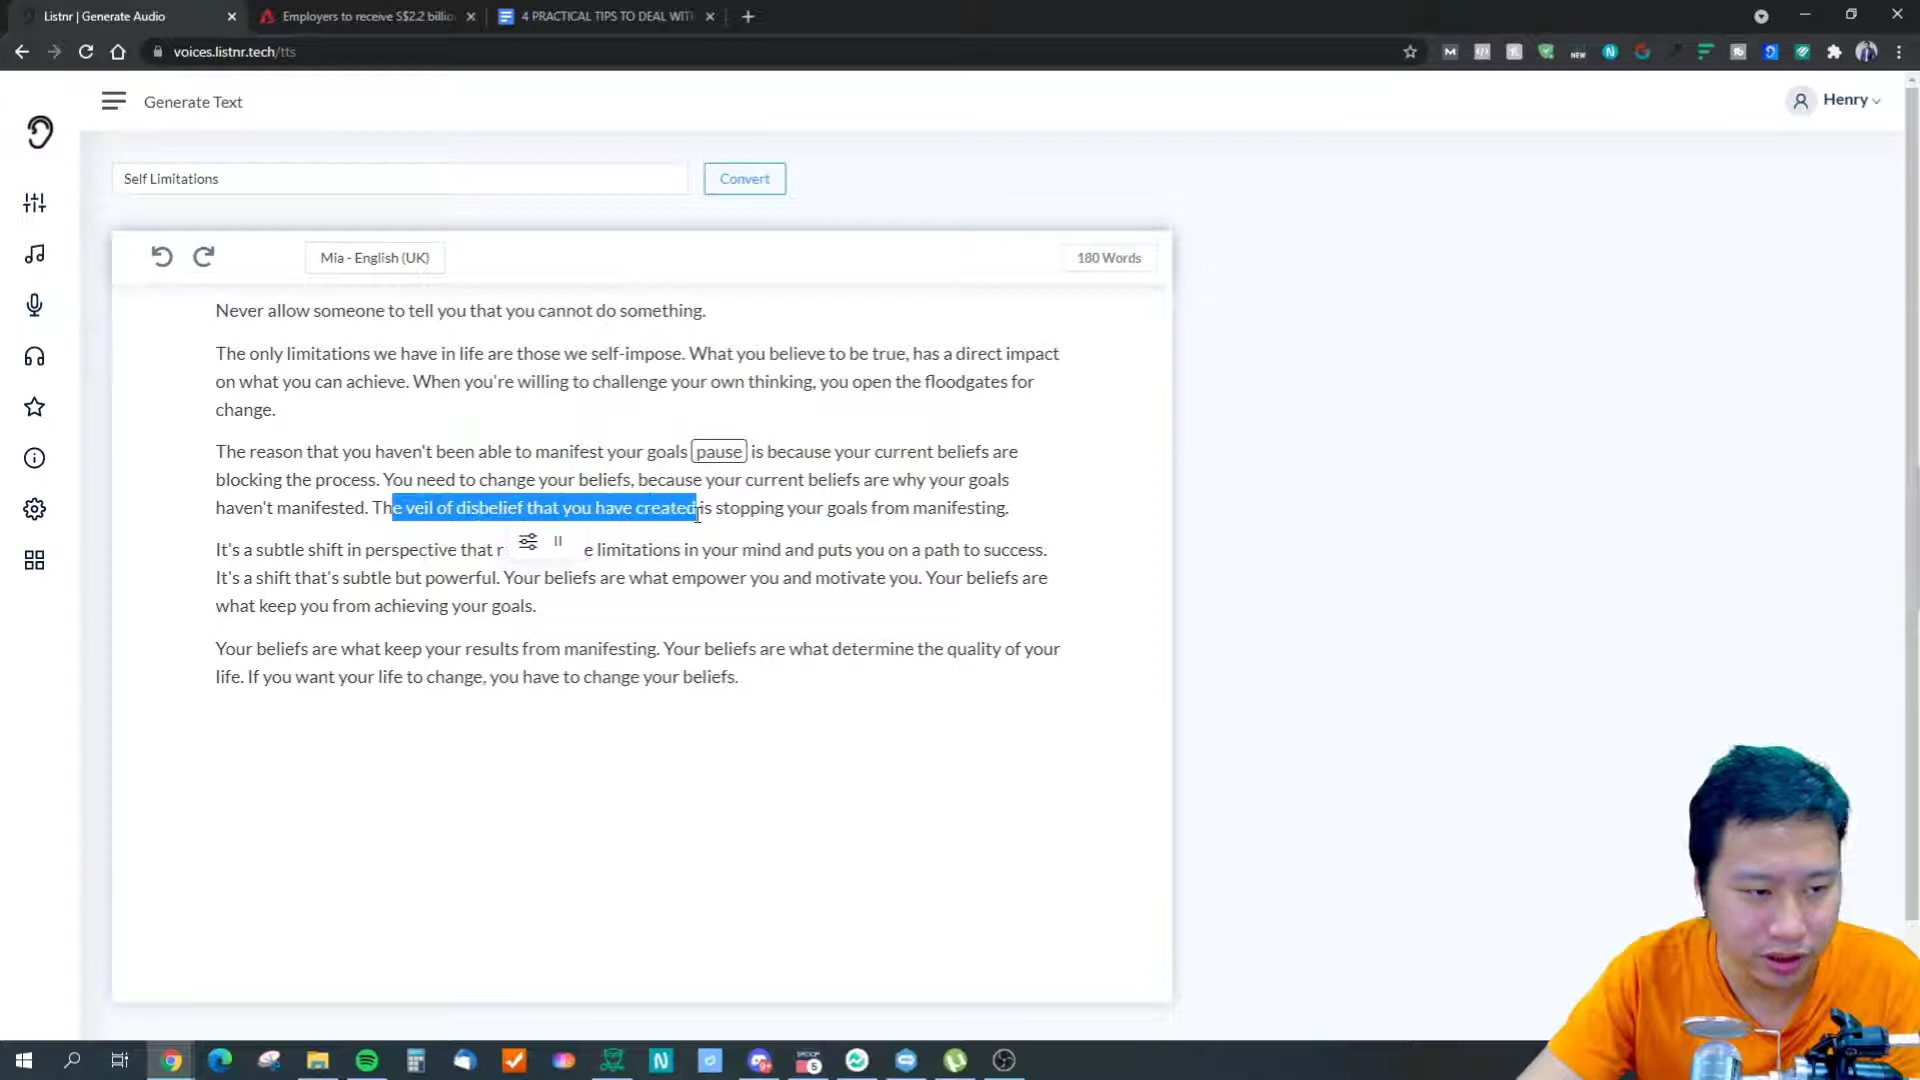 Listnr | Generate Audio
Employers to receive S$2.2 billio
4 PRACTICAL TIPS TO DEAL WITH
voices.listnr.tech/tts
NEW
Generate Text
Henry
Self Limitations
Convert
Mia - English (UK)
180 Words
Never allow someone to tell you that you cannot do something.
The only limitations we have in life are those we self-impose. What you believe to be true, has a direct impact
on what you can achieve. When you're willing to challenge your own thinking, you open the floodgates for
change.
The reason that you haven't been able to manifest your goals pause is because your current beliefs are
blocking the process. You need to change your beliefs, because your current beliefs are why your goals
haven't manifested. The veil of disbelief that you have created is stopping your goals from manifesting.
It's a subtle shift in perspective that r e limitations in your mind and puts you on a path to success.
It's a shift that's subtle but powerful. Your beliefs are what empower you and motivate you. Your beliefs are
what keep you from achieving your goals.
Your beliefs are what keep your results from manifesting. Your beliefs are what determine the quality of your
life. If you want your life to change, you have to change your beliefs.